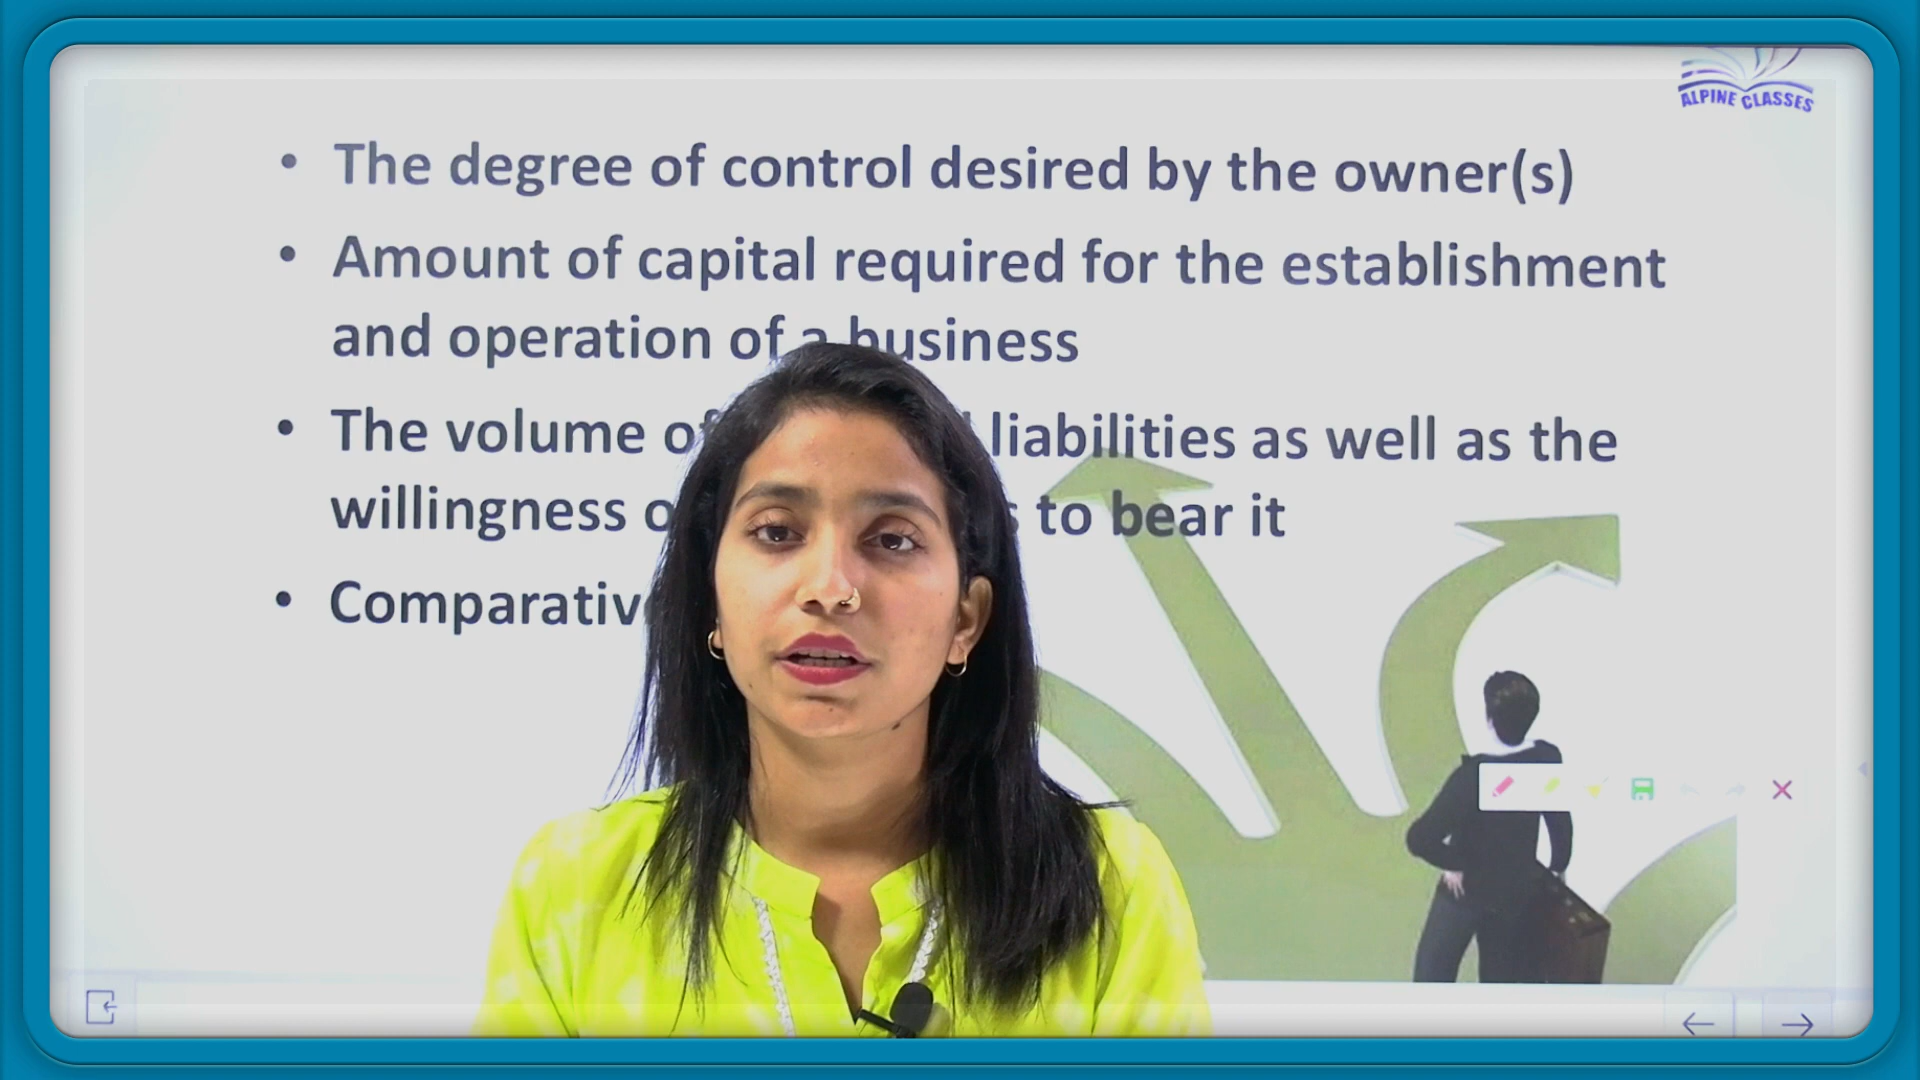 ALPINE CLASSES
• The degree of control desired by the owner(s)
• Amount of capital required for the establishment
and operation of a business
• The volume of liabilities as well as the
willingness to bear it
•